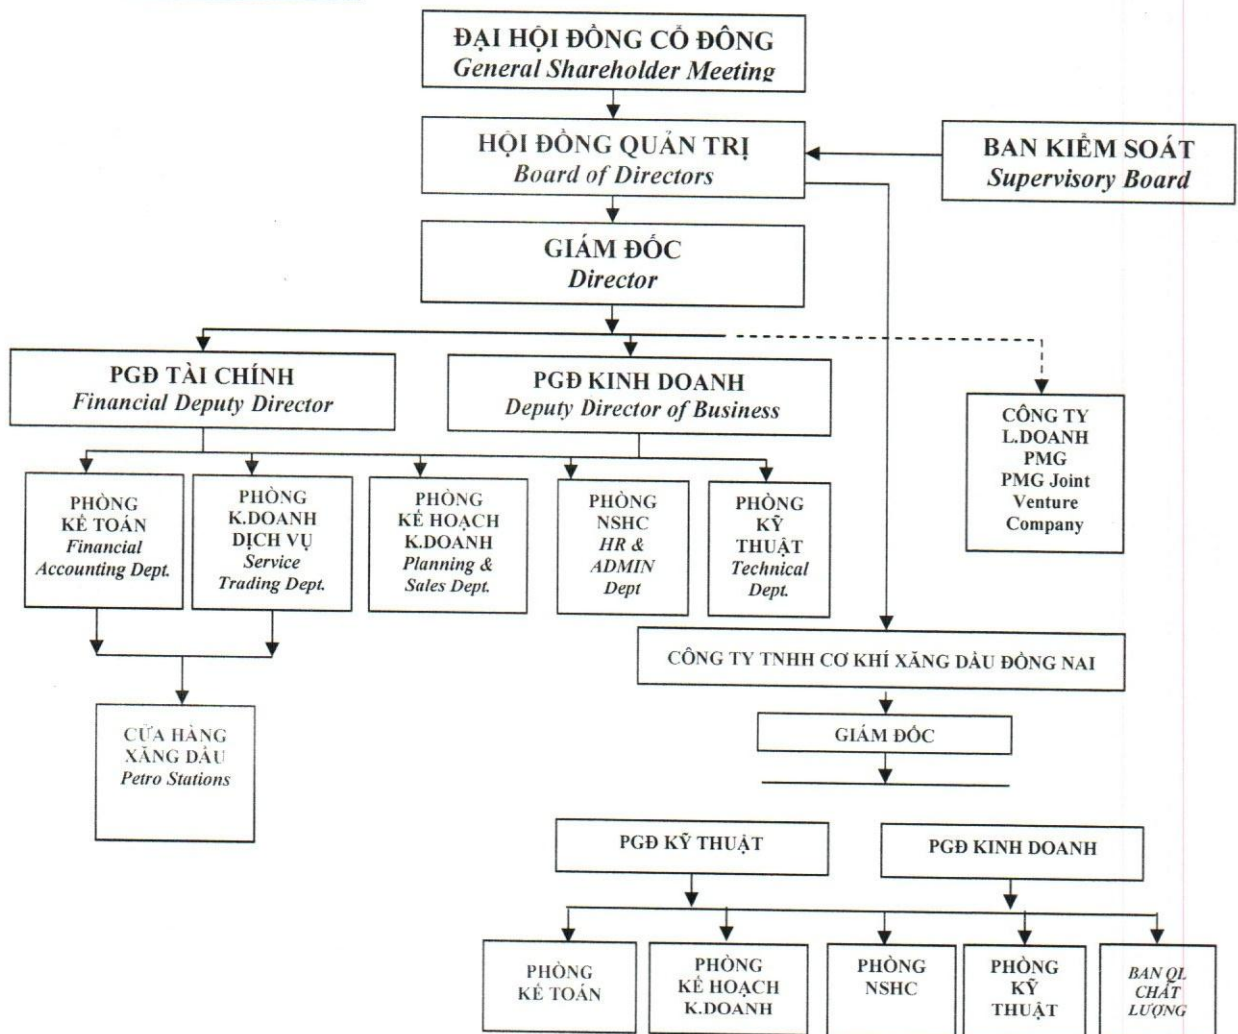 ĐẠI HỘI ĐỒNG CỔ ĐÔNG
General Shareholder Meeting
HỘI ĐỒNG QUẢN TRỊ
Board of Directors
BAN KIỂM SOÁT
Supervisory Board
GIÁM ĐỐC
Director
PGĐ TÀI CHÍNH
Financial Deputy Director
PGĐ KINH DOANH
Deputy Director of Business
CÔNG TY
L.DOANH
PMG
PMG Joint
Venture
Company
PHÒNG
KẾ TOÁN
Financial
Accounting Dept.
PHÒNG
K.DOANH
DỊCH VỤ
Service
Trading Dept.
PHÒNG
KẾ HOẠCH
K.DOANH
Planning &
Sales Dept.
PHÒNG
NSHC
HR &
ADMIN
Dept
PHÒNG
KỸ
THUẬT
Technical
Dept.
CÔNG TY TNHH CƠ KHÍ XĂNG DẦU ĐỒNG NAI
CỬA HÀNG
XĂNG DẦU
Petro Stations
GIÁM ĐỐC
PGĐ KỸ THUẬT
PGĐ KINH DOANH
PHÒNG
KẾ TOÁN
PHÒNG
KẾ HOẠCH
K.DOANH
PHÒNG
NSHC
PHÒNG
KỸ
THUẬT
BAN QL
CHẤT
LƯỢNG